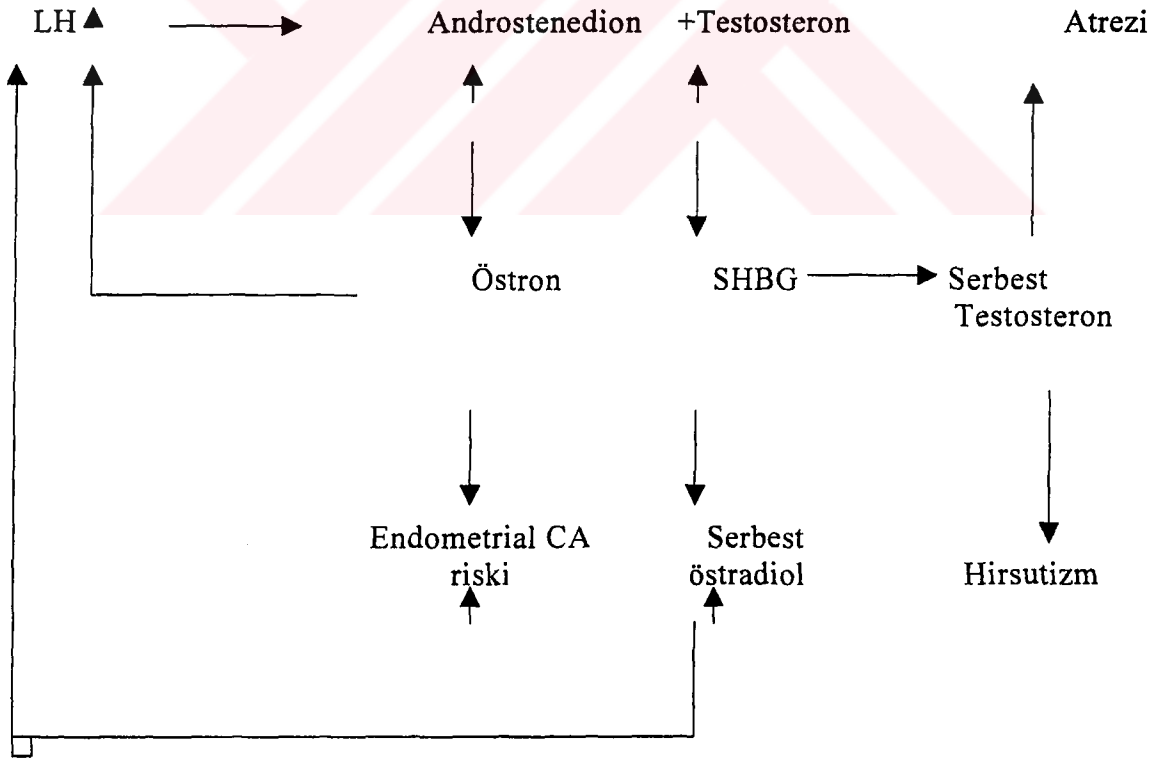 LH Androstenedion +Testosteron Atrezi
Östron SHBG Serbest
Testosteron
Endometrial CA Serbest
riski östradiol Hirsutizm